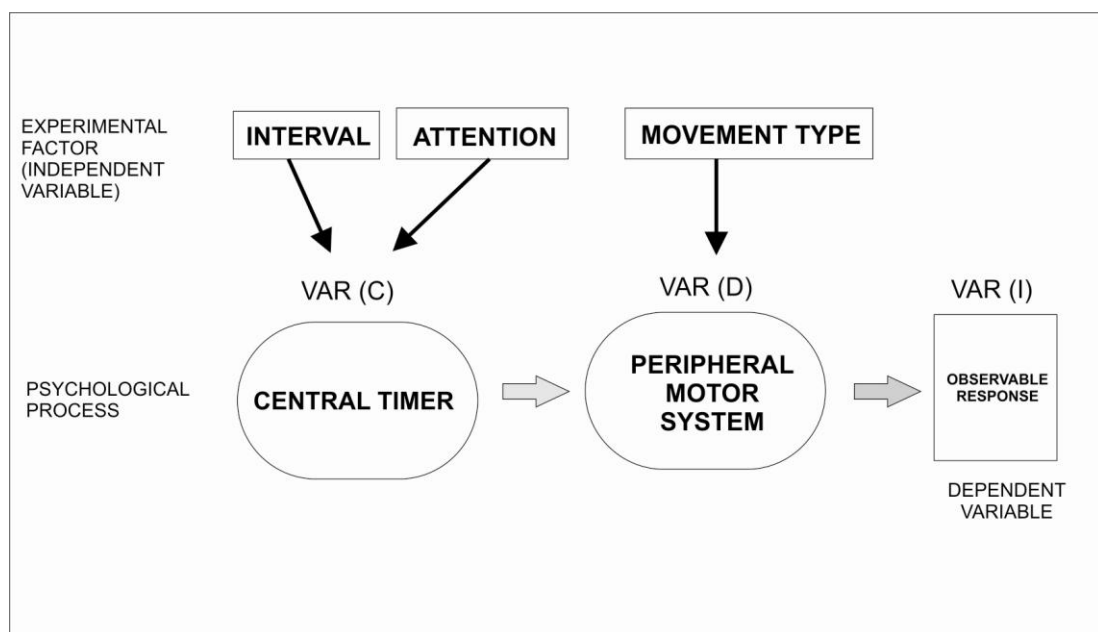 EXPERIMENTAL
FACTOR
(INDEPENDENT
VARIABLE)
INTERVAL
ATTENTION
MOVEMENT TYPE
VAR (C)
VAR (D)
VAR (I)
PSYCHOLOGICAL
PROCESS
CENTRAL TIMER
PERIPHERAL
MOTOR
SYSTEM
OBSERVABLE
RESPONSE
DEPENDENT
VARIABLE